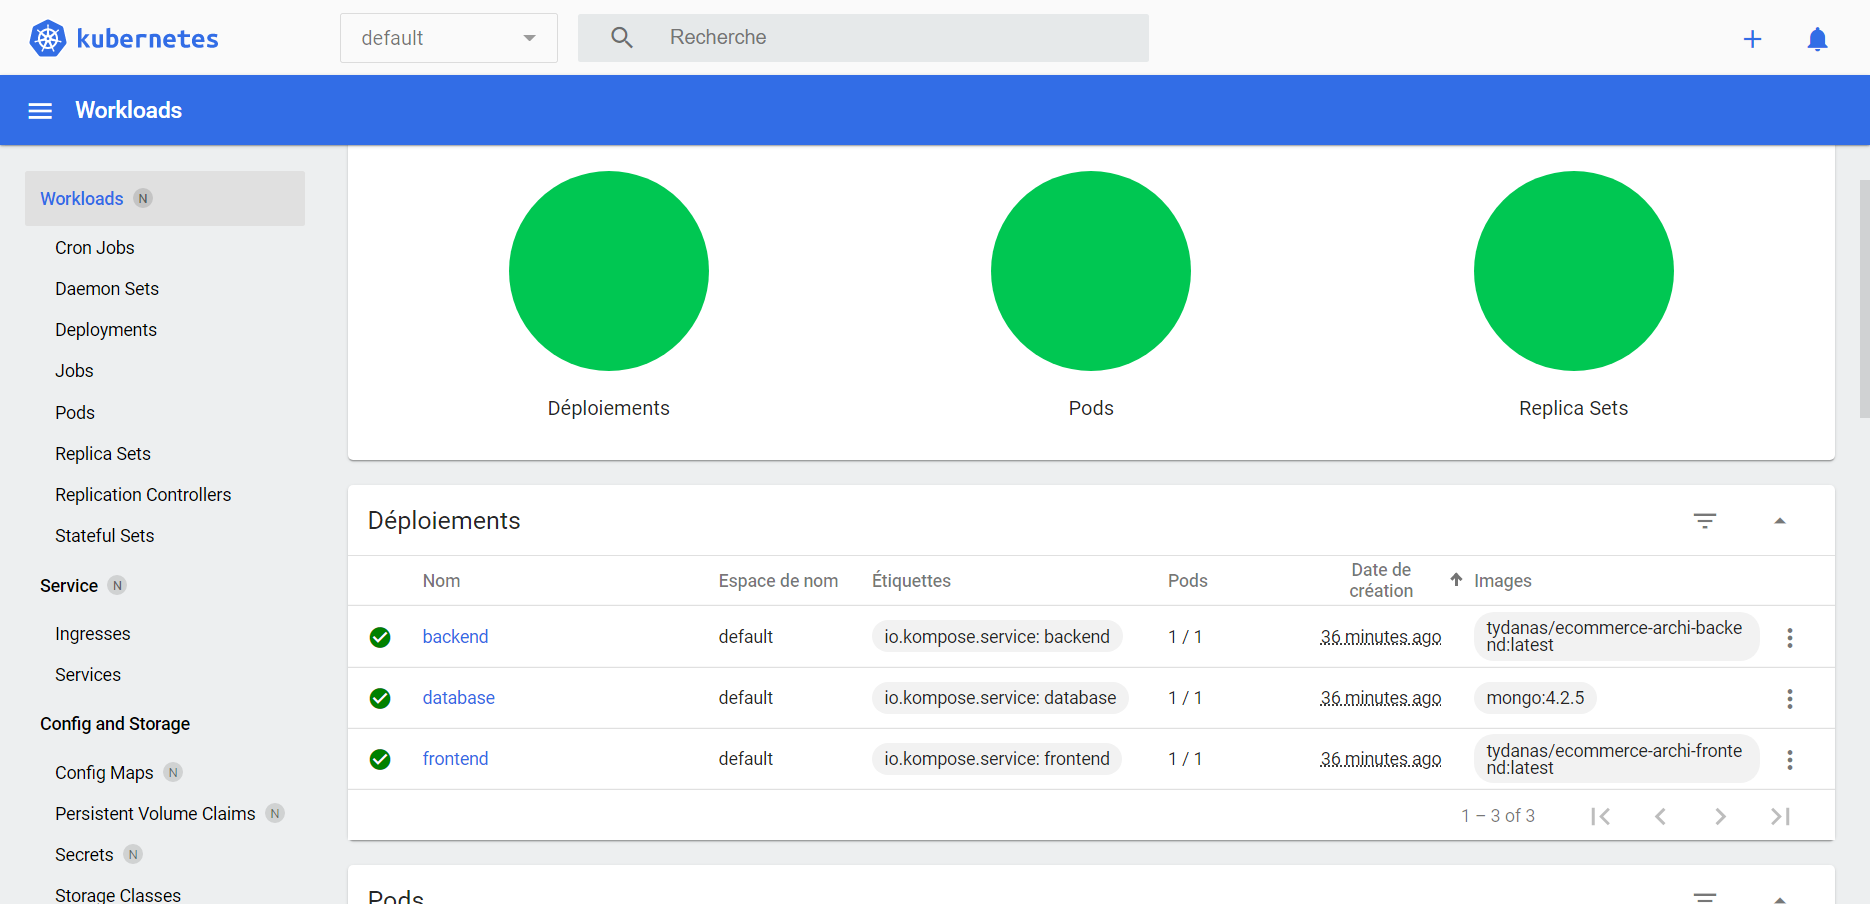 kubernetes
default
Recherche
Workloads
Workloads N
Cron Jobs
Daemon Sets
Deployments
Jobs
Pods
Replica Sets
Replication Controllers
Stateful Sets
Service N
Ingresses
Services
Config and Storage
Config Maps N
Persistent Volume Claims N
Secrets N
Storage Classes
Déploiements
Pods
Replica Sets
Déploiements
Nom Espace de nom Étiquettes Pods Date de création Images
backend default io.kompose.service: backend 1 / 1 36 minutes ago tydanas/ecommerce-archi-backe
nd:latest
database default io.kompose.service: database 1 / 1 36 minutes ago mongo:4.2.5
frontend default io.kompose.service: frontend 1 / 1 36 minutes ago tydanas/ecommerce-archi-fronte
nd:latest
1 – 3 of 3
Pods